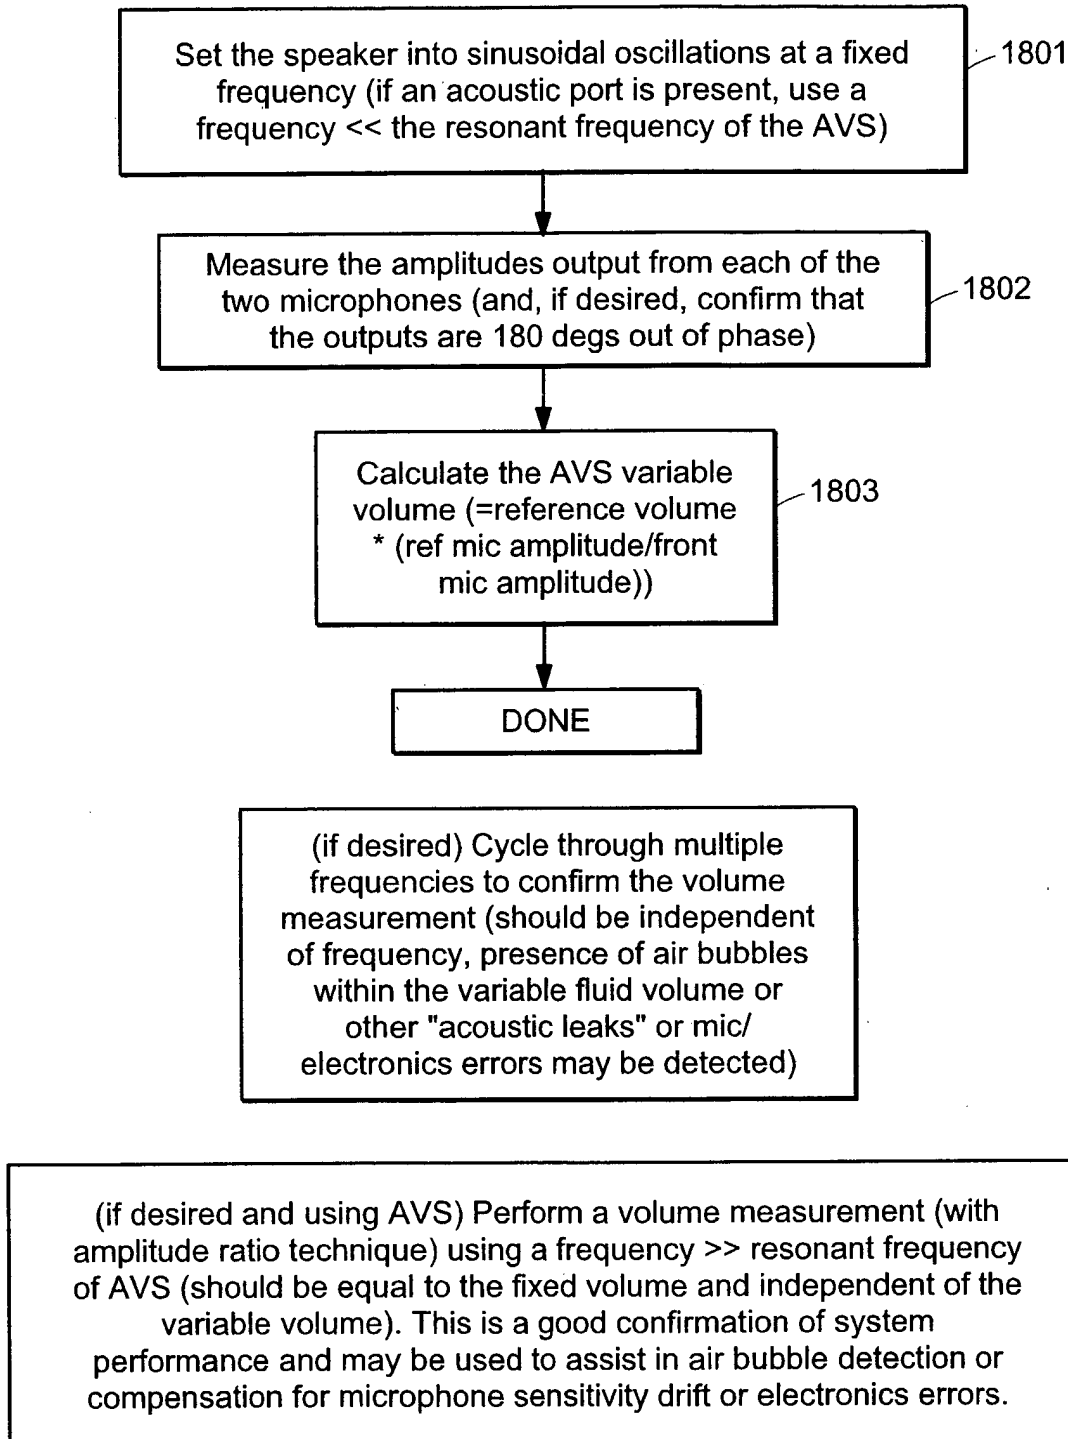 Set the speaker into sinusoidal oscillations at a fixed
frequency (if an acoustic port is present, use a
frequency << the resonant frequency of the AVS)
1801
Measure the amplitudes output from each of the
two microphones (and, if desired, confirm that
the outputs are 180 degs out of phase)
1802
Calculate the AVS variable
volume (=reference volume
* (ref mic amplitude/front
mic amplitude))
1803
DONE
(if desired) Cycle through multiple
frequencies to confirm the volume
measurement (should be independent
of frequency, presence of air bubbles
within the variable fluid volume or
other "acoustic leaks" or mic/
electronics errors may be detected)
(if desired and using AVS) Perform a volume measurement (with
amplitude ratio technique) using a frequency >> resonant frequency
of AVS (should be equal to the fixed volume and independent of the
variable volume). This is a good confirmation of system
performance and may be used to assist in air bubble detection or
compensation for microphone sensitivity drift or electronics errors.